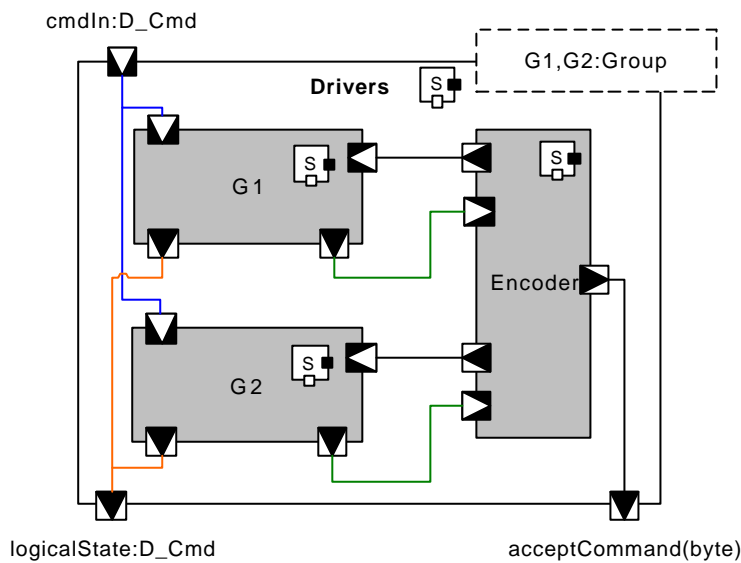 cmdIn:D_Cmd
G1,G2:Group
Drivers
S
S
S
G1
Encoder
S
G2
logicalState:D_Cmd
acceptCommand(byte)